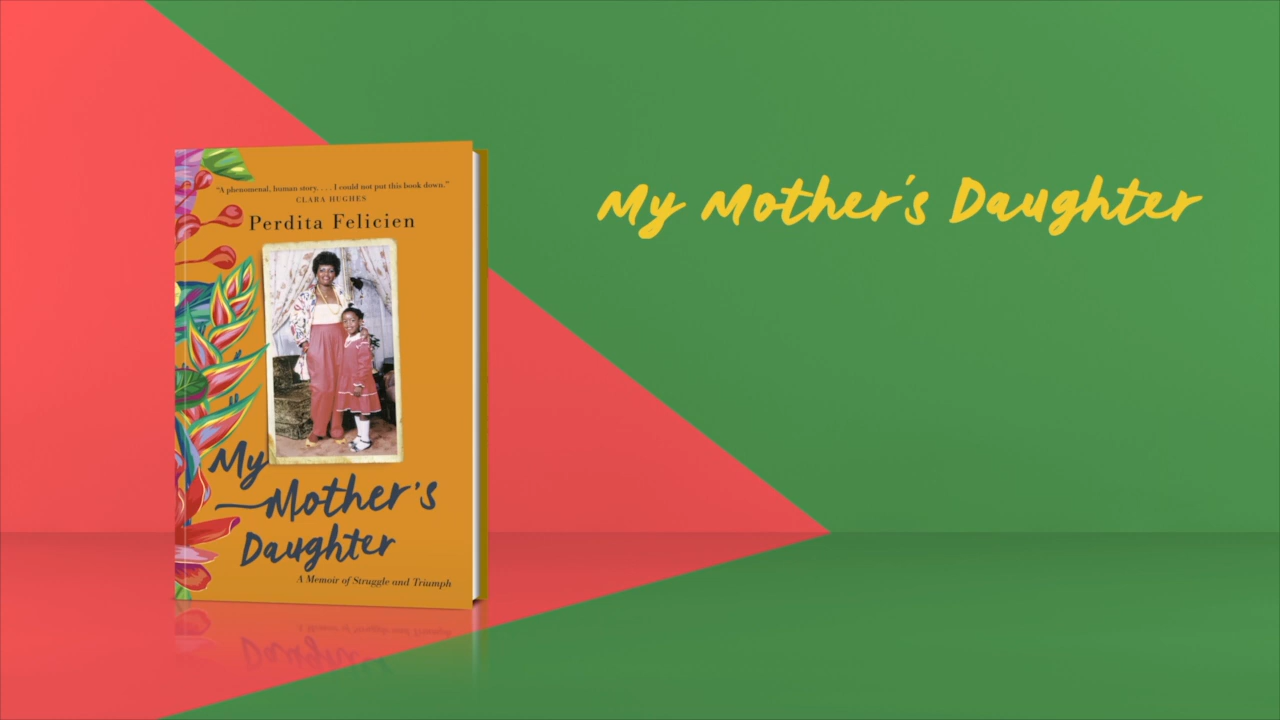 "A phenomenal, human story. . . . I could not put this book down."
CLARA HUGHES
Perdita Felicien
My
Mother's
Daughter
A Memoir of Struggle and Triumph
My Mother's Daughter